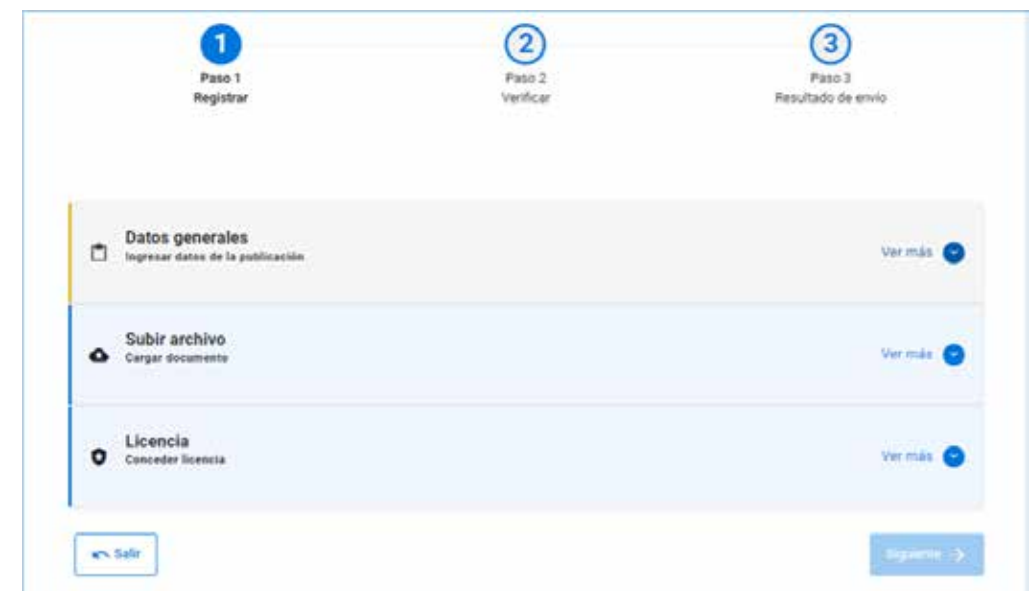 1
Paso 1
Registrar
2
Paso 2
Verificar
3
Paso 3
Resultado de envío
Datos generales
Ingresar datos de la publicación
Ver más
Subir archivo
Cargar documento
Ver más
Licencia
Conceder licencia
Ver más
Salir
Siguiente